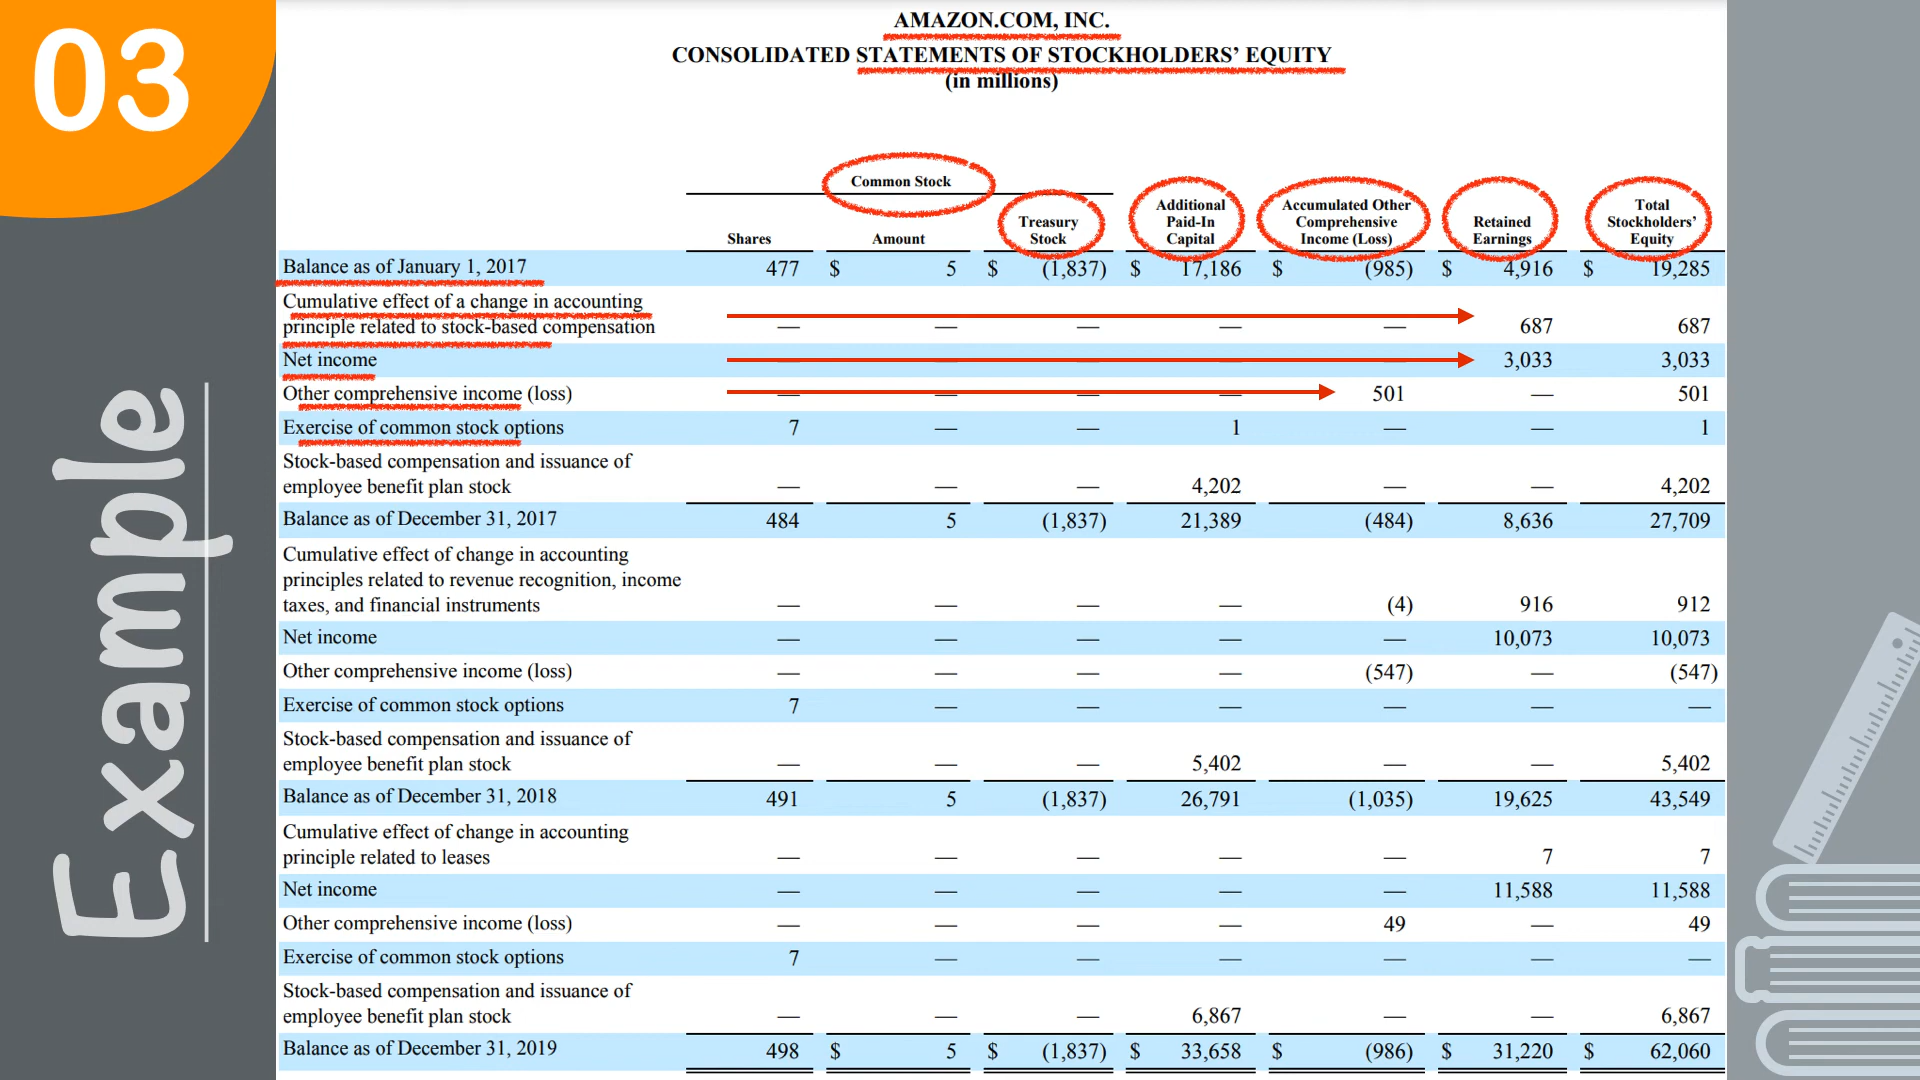 03
Example
AMAZON.COM, INC.
CONSOLIDATED STATEMENTS OF STOCKHOLDERS’ EQUITY
(in millions)
Common Stock
Shares Amount Treasury Stock Additional Paid-In Capital Accumulated Other Comprehensive Income (Loss) Retained Earnings Total Stockholders’ Equity
Balance as of January 1, 2017 477 $ 5 $ (1,837) $ 17,186 $ (985) $ 4,916 $ 19,285
Cumulative effect of a change in accounting
principle related to stock-based compensation — — — — — 687 687
Net income 3,033 3,033
Other comprehensive income (loss) — — — — 501 — 501
Exercise of common stock options 7 — — 1 — — 1
Stock-based compensation and issuance of
employee benefit plan stock — — — 4,202 — — 4,202
Balance as of December 31, 2017 484 5 (1,837) 21,389 (484) 8,636 27,709
Cumulative effect of change in accounting
principles related to revenue recognition, income
taxes, and financial instruments — — — — (4) 916 912
Net income — — — — — 10,073 10,073
Other comprehensive income (loss) — — — — (547) — (547)
Exercise of common stock options 7 — — — — — —
Stock-based compensation and issuance of
employee benefit plan stock — — — 5,402 — — 5,402
Balance as of December 31, 2018 491 5 (1,837) 26,791 (1,035) 19,625 43,549
Cumulative effect of change in accounting
principle related to leases — — — — — 7 7
Net income — — — — — 11,588 11,588
Other comprehensive income (loss) — — — — 49 — 49
Exercise of common stock options 7 — — — — — —
Stock-based compensation and issuance of
employee benefit plan stock — — — 6,867 — — 6,867
Balance as of December 31, 2019 498 $ 5 $ (1,837) $ 33,658 $ (986) $ 31,220 $ 62,060